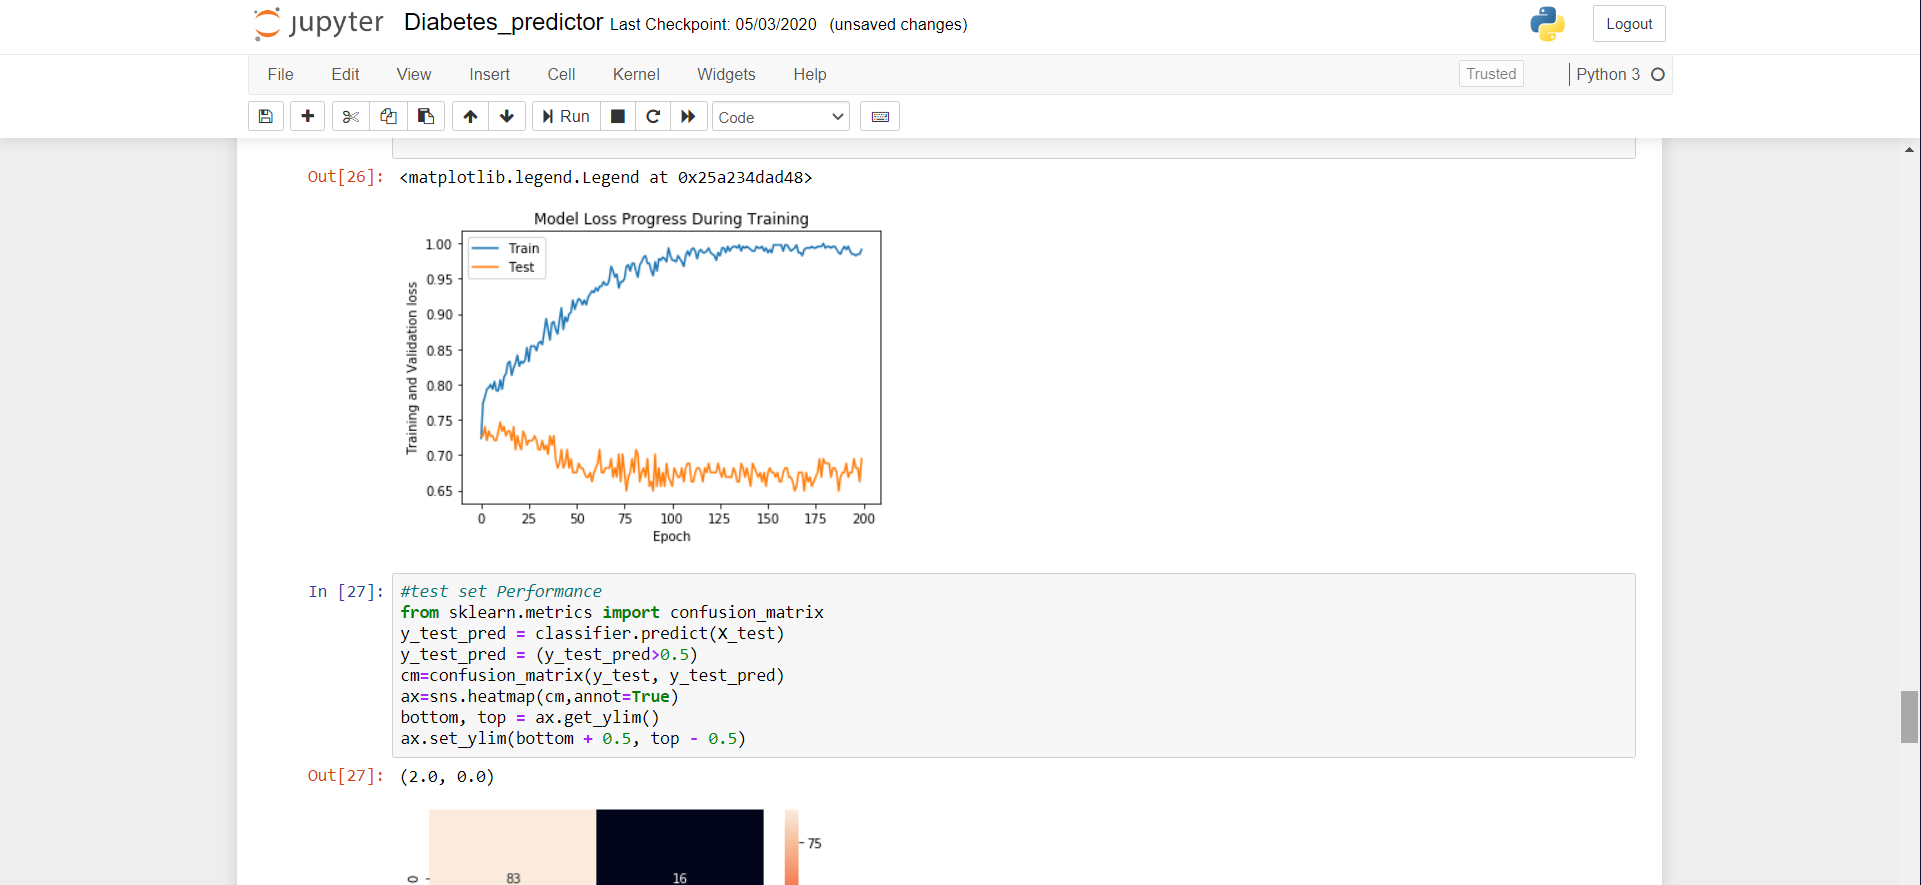 jupyter Diabetes_predictor Last Checkpoint: 05/03/2020 (unsaved changes) Logout
File Edit View Insert Cell Kernel Widgets Help Trusted Python 3
Run Code
Out[26]: <matplotlib.legend.Legend at 0x25a234dad48>
Model Loss Progress During Training
Train
Test
Training and Validation loss
1.00
0.95
0.90
0.85
0.80
0.75
0.70
0.65
0 25 50 75 100 125 150 175 200
Epoch
In [27]: #test set Performance
from sklearn.metrics import confusion_matrix
y_test_pred = classifier.predict(X_test)
y_test_pred = (y_test_pred>0.5)
cm=confusion_matrix(y_test, y_test_pred)
ax=sns.heatmap(cm,annot=True)
bottom, top = ax.get_ylim()
ax.set_ylim(bottom + 0.5, top - 0.5)
Out[27]: (2.0, 0.0)
75
0 83 16